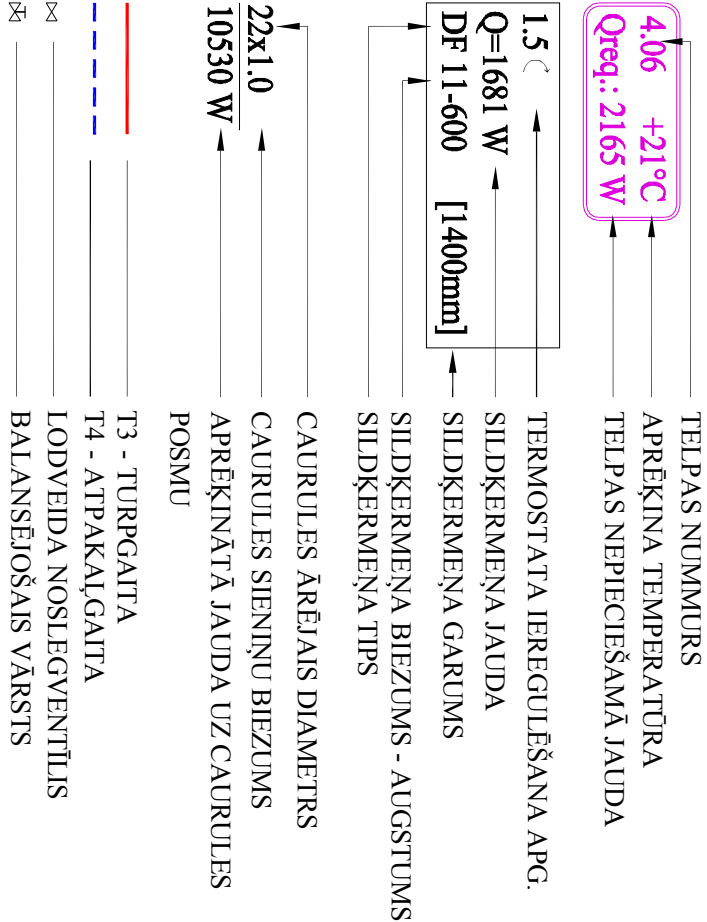 4.06 +21°C
Qreq.: 2165 W
TELPAS NUMMURS
APRĒĶINA TEMPERATŪRA
TELPAS NEPIECIEŠAMĀ JAUDA
1.5
Q=1681 W
DF 11-600 [1400mm]
TERMOSTATA IEREGULĒŠANA APG.
SILDĶERMEŅA JAUDA
SILDĶERMEŅA GARUMS
SILDĶERMEŅA BIEZUMS - AUGSTUMS
SILDĶERMEŅA TIPS
22x1.0
10530 W
CAURULES ĀRĒJAIS DIAMETRS
CAURULES SIENIŅU BIEZUMS
APRĒĶINĀTĀ JAUDA UZ CAURULES
POSMU
T3 - TURPGAITA
T4 - ATPAKAĻGAITA
LODVEIDA NOSLEGVENTĪLIS
BALANSĒJOŠAIS VĀRSTS